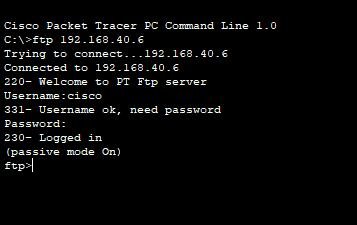 Cisco Packet Tracer PC Command Line 1.0
C:\>ftp 192.168.40.6
Trying to connect...192.168.40.6
Connected to 192.168.40.6
220- Welcome to PT Ftp server
Username:cisco
331- Username ok, need password
Password:
230- Logged in
(passive mode On)
ftp>